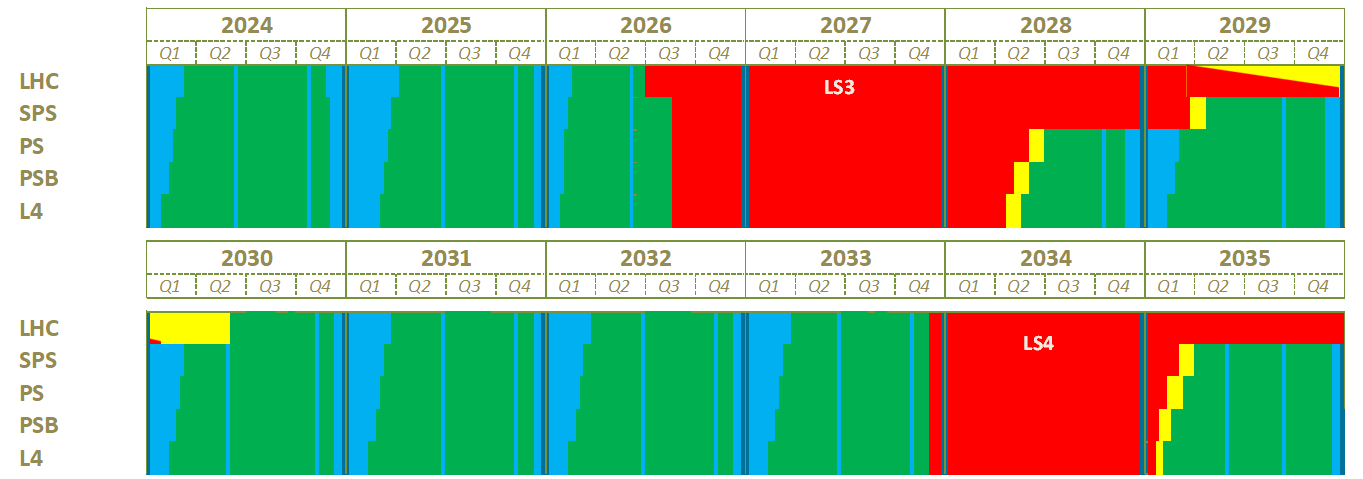 2024 2025 2026 2027 2028 2029
Q1 Q2 Q3 Q4 Q1 Q2 Q3 Q4 Q1 Q2 Q3 Q4 Q1 Q2 Q3 Q4 Q1 Q2 Q3 Q4 Q1 Q2 Q3 Q4
LHC LS3
SPS
PS
PSB
L4
2030 2031 2032 2033 2034 2035
Q1 Q2 Q3 Q4 Q1 Q2 Q3 Q4 Q1 Q2 Q3 Q4 Q1 Q2 Q3 Q4 Q1 Q2 Q3 Q4 Q1 Q2 Q3 Q4
LHC
LS4
SPS
PS
PSB
L4